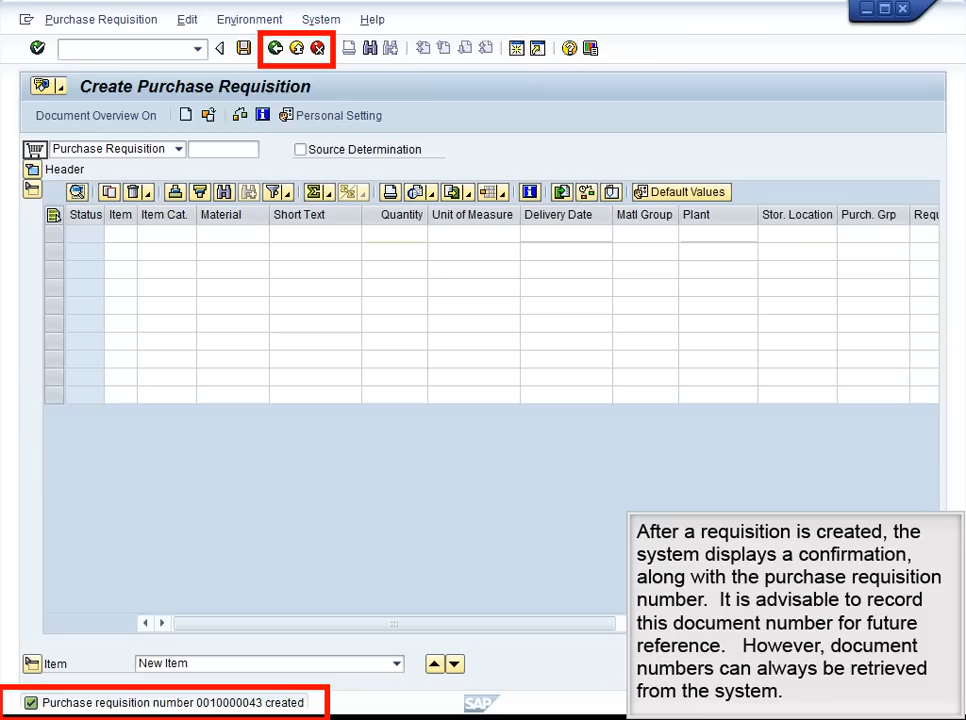 Purchase Requisition Edit Environment System Help
Create Purchase Requisition
Document Overview On Personal Setting
Purchase Requisition Source Determination
Header
Default Values
Status Item Item Cat. Material Short Text Quantity Unit of Measure Delivery Date Matl Group Plant Stor. Location Purch. Grp Requ
Item New Item
Purchase requisition number 0010000043 created
SAP
After a requisition is created, the
system displays a confirmation,
along with the purchase requisition
number. It is advisable to record
this document number for future
reference. However, document
numbers can always be retrieved
from the system.